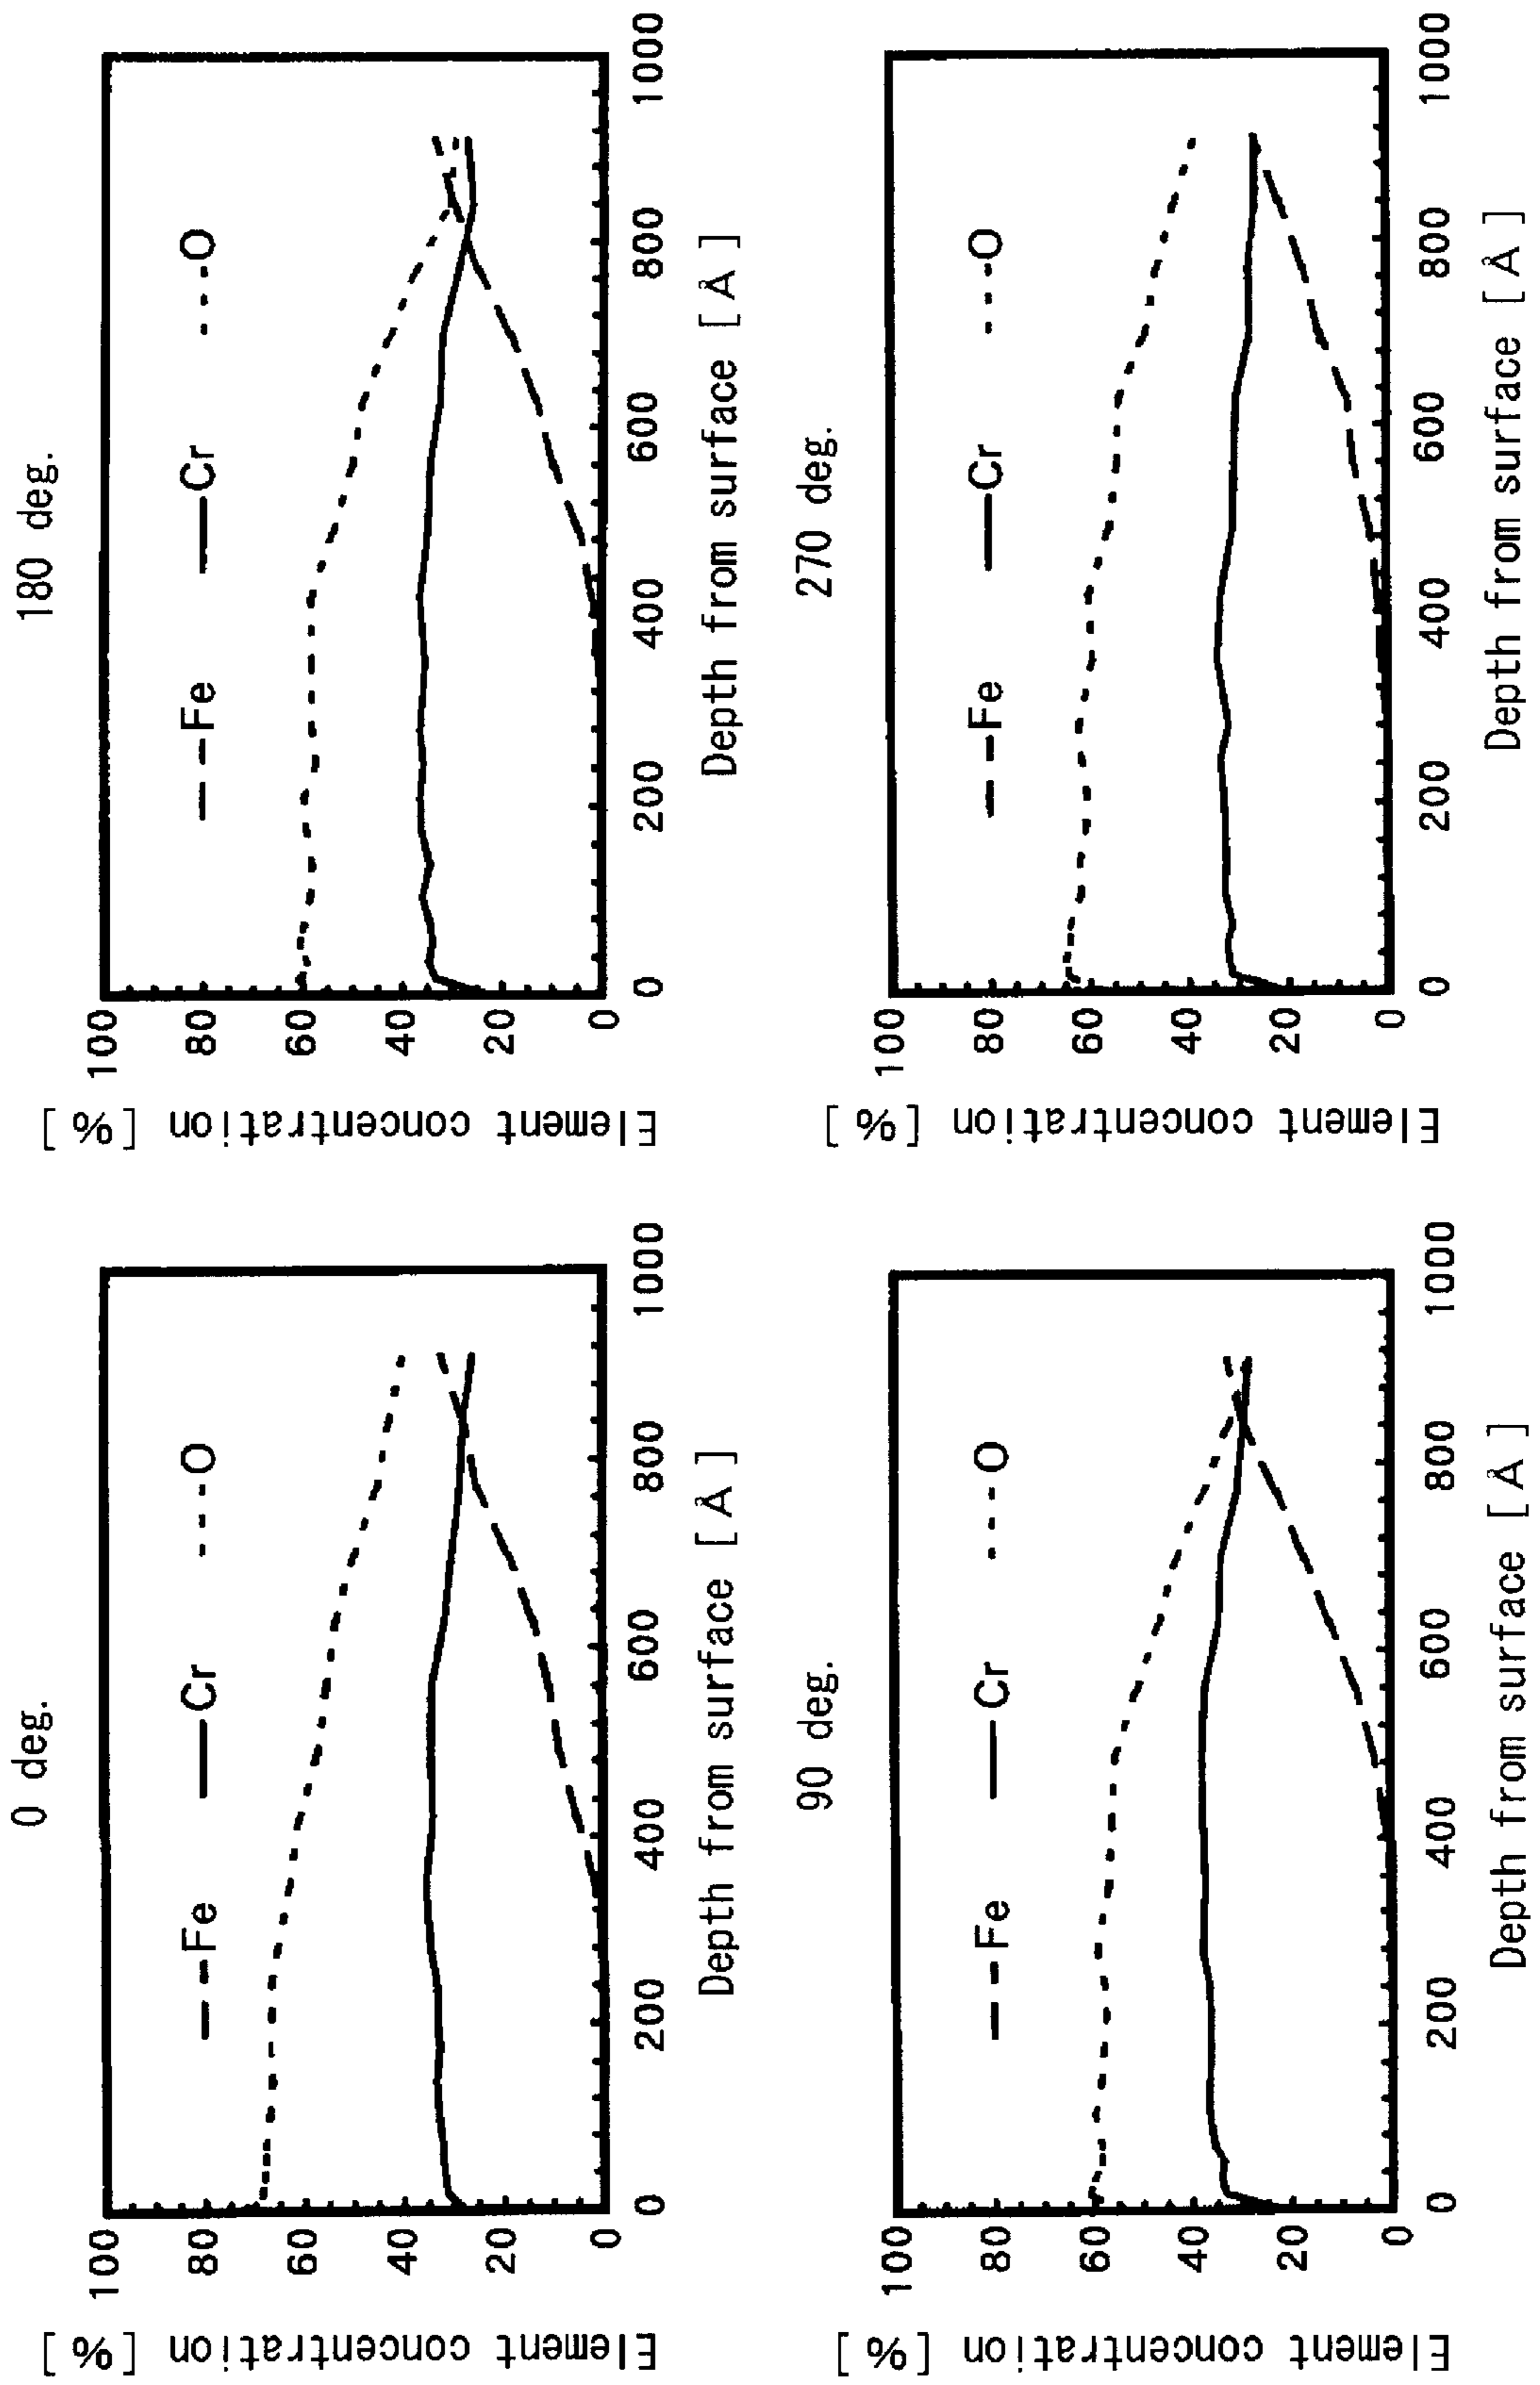 0 deg.
Element concentration [%]
100
80
60
40
20
0
Fe
Cr
O
0
200
400
600
800
1000
Depth from surface [Å]
180 deg.
Element concentration [%]
100
80
60
40
20
0
Fe
Cr
O
0
200
400
600
800
1000
Depth from surface [Å]
90 deg.
Element concentration [%]
100
80
60
40
20
0
Fe
Cr
O
0
200
400
600
800
1000
Depth from surface [Å]
270 deg.
Element concentration [%]
100
80
60
40
20
0
Fe
Cr
O
0
200
400
600
800
1000
Depth from surface [Å]